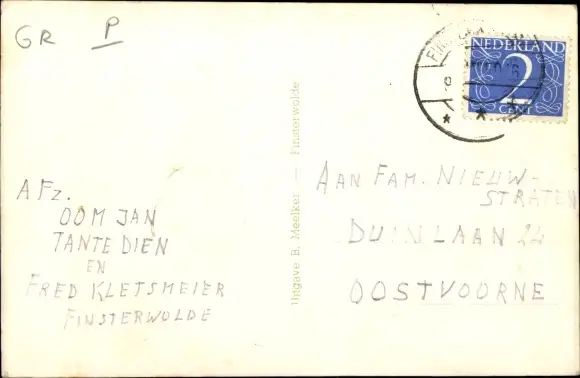 GR P
NEDERLAND
2
CENT
AFZ.
OOM JAN
TANTE DIEN
EN
FRED KLETSMEIER
FINSTERWOLDE
Uitgave B. Meelker — Finsterwolde
AAN FAM. NIEUW-
STRATEN
DUINLAAN 22
OOSTVOORNE